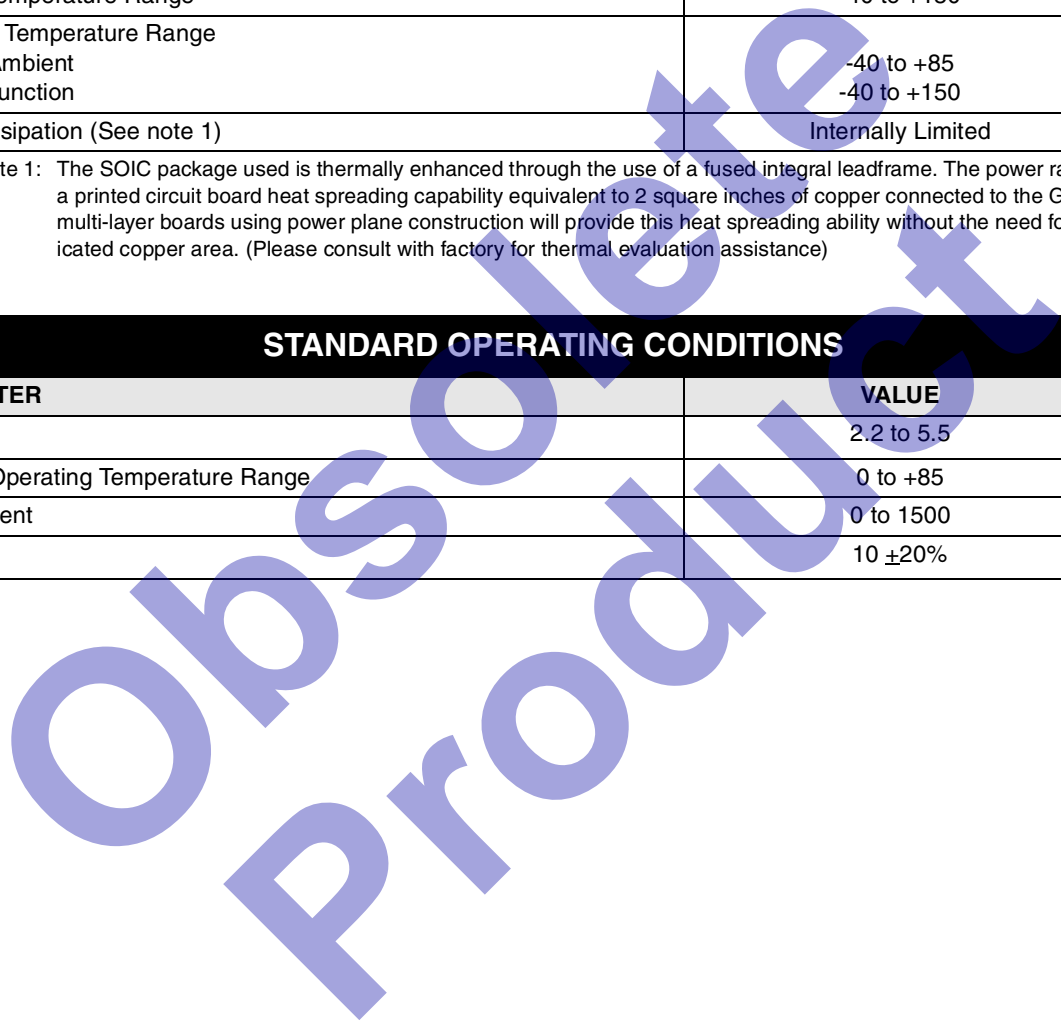 Temperature Range
Ambient
-40 to +85
-40 to +150
sipation (See note 1)
Internally Limited
te 1: The SOIC package used is thermally enhanced through the use of a fused integral leadframe. The power ra
a printed circuit board heat spreading capability equivalent to 2 square inches of copper connected to the G
multi-layer boards using power plane construction will provide this heat spreading ability without the need fo
icated copper area. (Please consult with factory for thermal evaluation assistance)
STANDARD OPERATING CONDITIONS
TER
VALUE
2.2 to 5.5
Operating Temperature Range
0 to +85
ent
0 to 1500
10 ±20%
Obsolete
Product